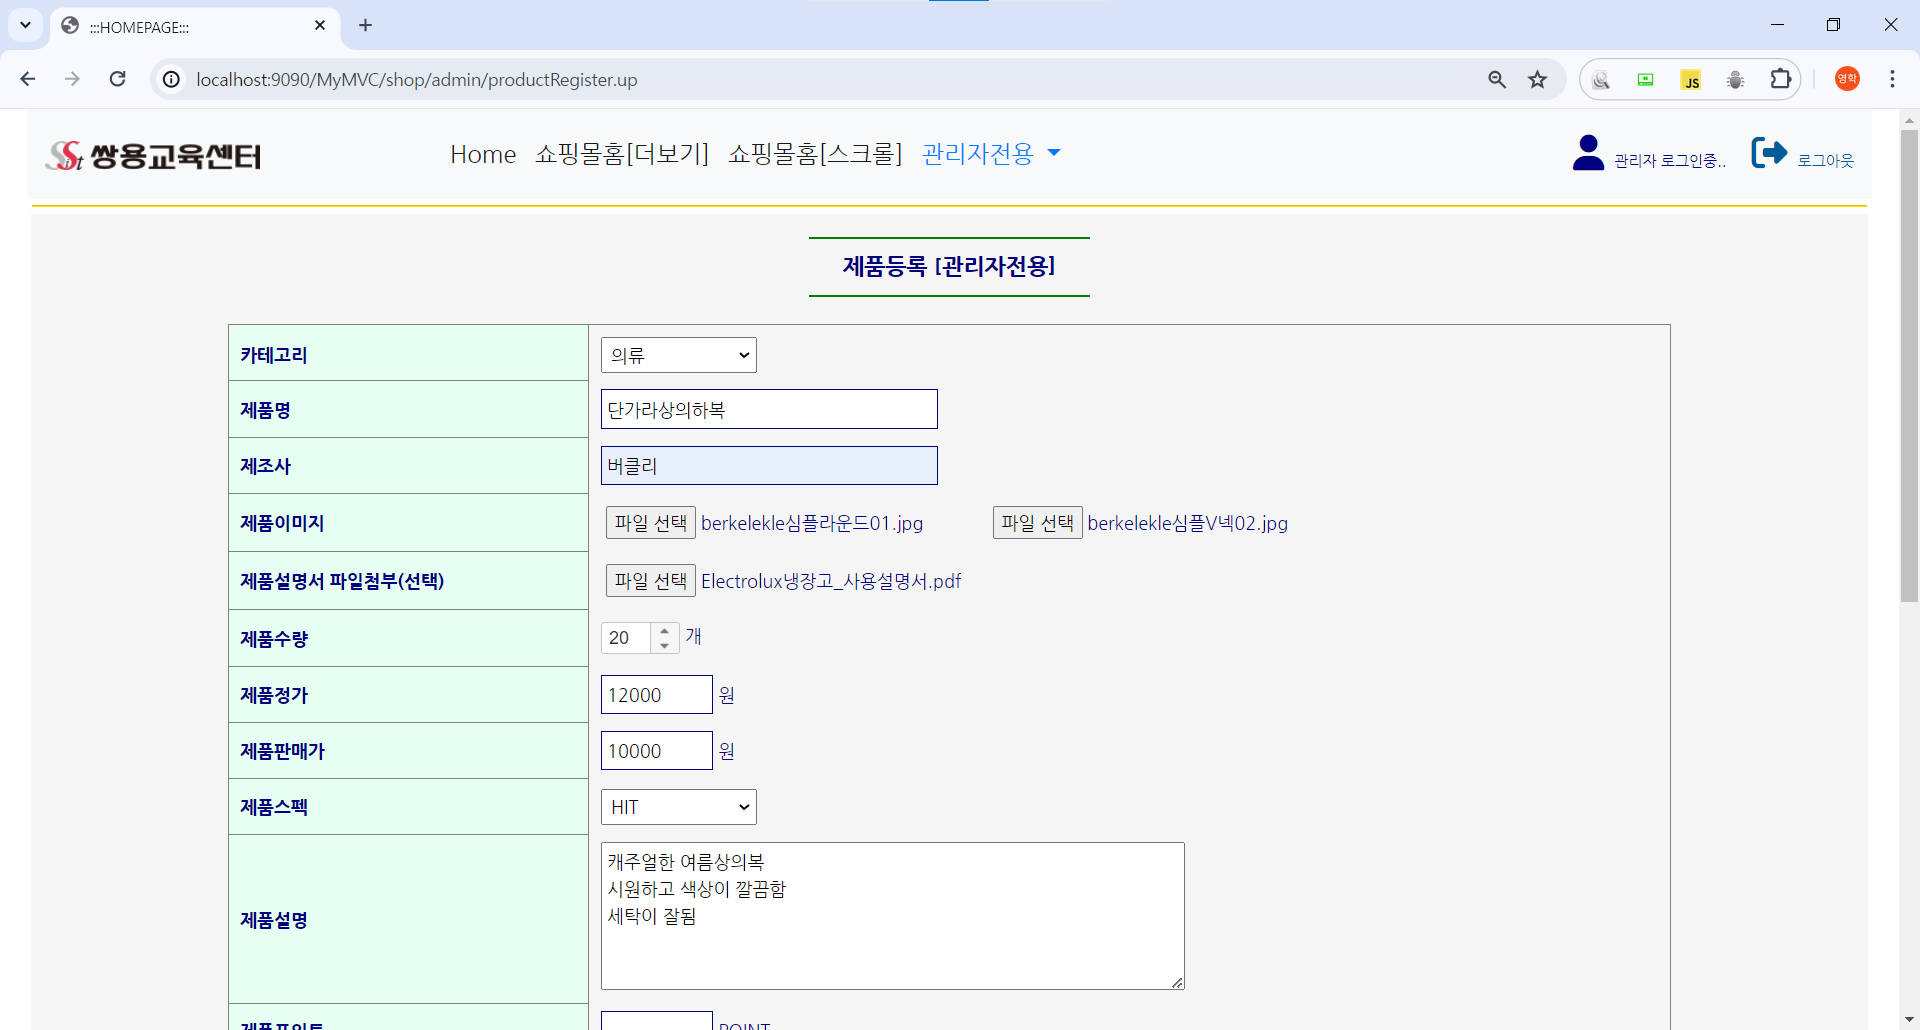 :::HOMEPAGE:::
localhost:9090/MyMVC/shop/admin/productRegister.up
JS
영학
Sist 쌍용교육센터
Home 쇼핑몰홈[더보기] 쇼핑몰홈[스크롤] 관리자전용
관리자 로그인중.. 로그아웃
제품등록 [관리자전용]
카테고리 의류
제품명 단가라상의하복
제조사 버클리
제품이미지 파일 선택 berkelekle심플라운드01.jpg 파일 선택 berkelekle심플V넥02.jpg
제품설명서 파일첨부(선택) 파일 선택 Electrolux냉장고_사용설명서.pdf
제품수량 20 개
제품정가 12000 원
제품판매가 10000 원
제품스펙 HIT
제품설명
캐주얼한 여름상의복
시원하고 색상이 깔끔함
세탁이 잘됨
제품포인트 POINT